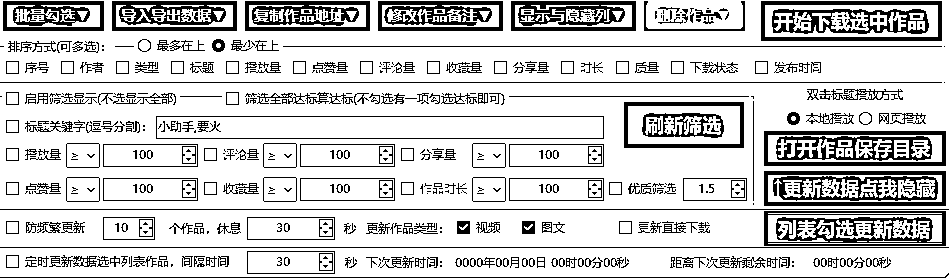 批量勾选▽ 导入导出数据▽ 复制作品地址▽ 修改作品备注▽ 显示与隐藏列▽ 删除作品▽ 开始下载选中作品
排序方式(可多选): 最多在上 最少在上
序号 作者 类型 标题 播放量 点赞量 评论量 收藏量 分享量 时长 质量 下载状态 发布时间
启用筛选显示(不选显示全部) 筛选全部达标算达标(不勾选有一项勾选达标即可) 双击标题播放方式
标题关键字(逗号分割): 小助手,要火 刷新筛选 本地播放 网页播放
播放量 ≥ 100 评论量 ≥ 100 分享量 ≥ 100 打开作品保存目录
点赞量 ≥ 100 收藏量 ≥ 100 作品时长 ≥ 100 优质筛选 1.5 ↑更新数据点我隐藏
防频繁更新 10 个作品，休息 30 秒 更新作品类型: 视频 图文 更新直接下载 列表勾选更新数据
定时更新数据选中列表作品，间隔时间 30 秒 下次更新时间: 0000年00月00日 00时00分00秒 距离下次更新剩余时间: 00时00分00秒